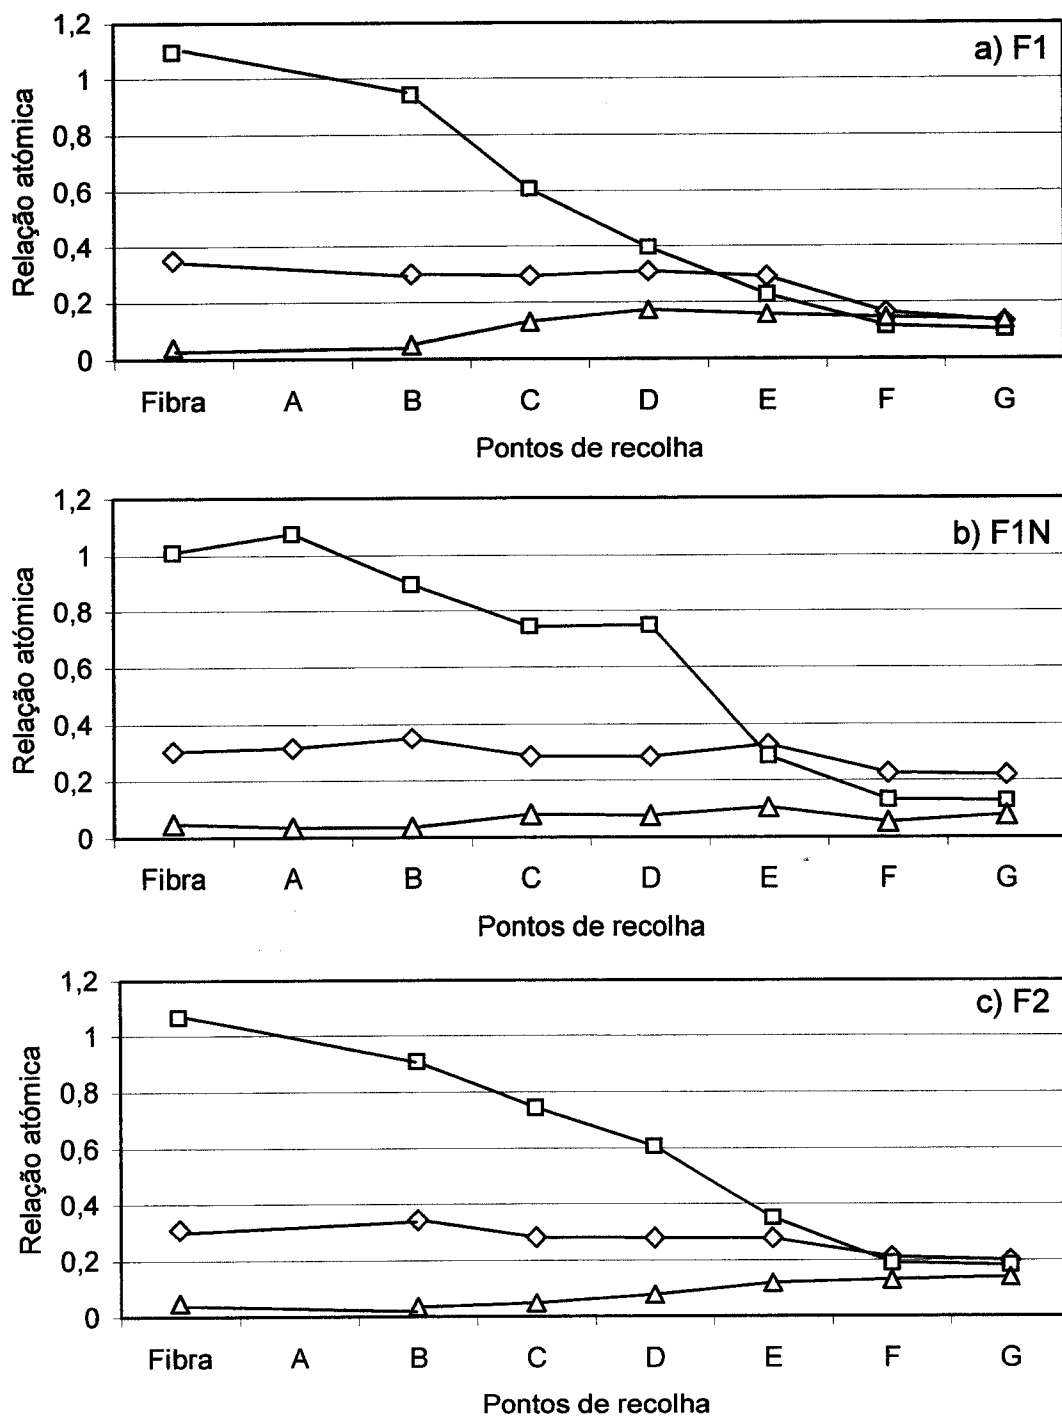 a) F1
Relação atómica
1,2
1
0,8
0,6
0,4
0,2
0
Fibra A B C D E F G
Pontos de recolha
b) F1N
Relação atómica
1,2
1
0,8
0,6
0,4
0,2
0
Fibra A B C D E F G
Pontos de recolha
c) F2
Relação atómica
1,2
1
0,8
0,6
0,4
0,2
0
Fibra A B C D E F G
Pontos de recolha